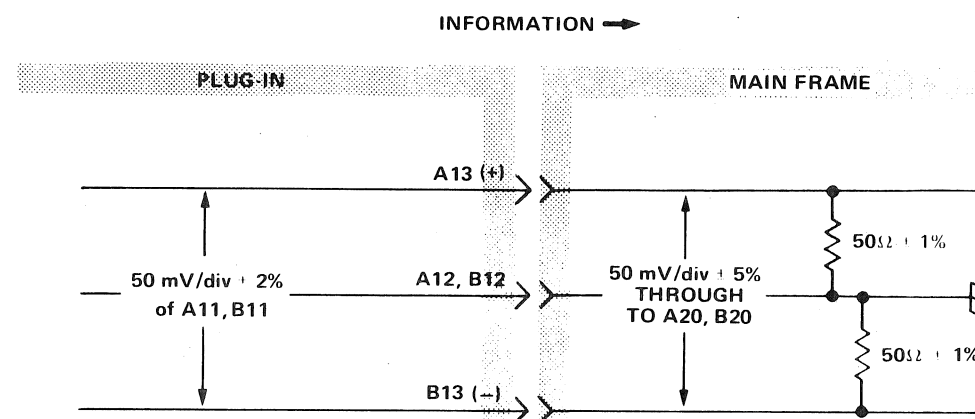 INFORMATION
PLUG-IN
MAIN FRAME
A13 (+)
50Ω ± 1%
50 mV/div ± 2%
of A11, B11
A12, B12
50 mV/div ± 5%
THROUGH
TO A20, B20
50Ω ± 1%
B13 (−)